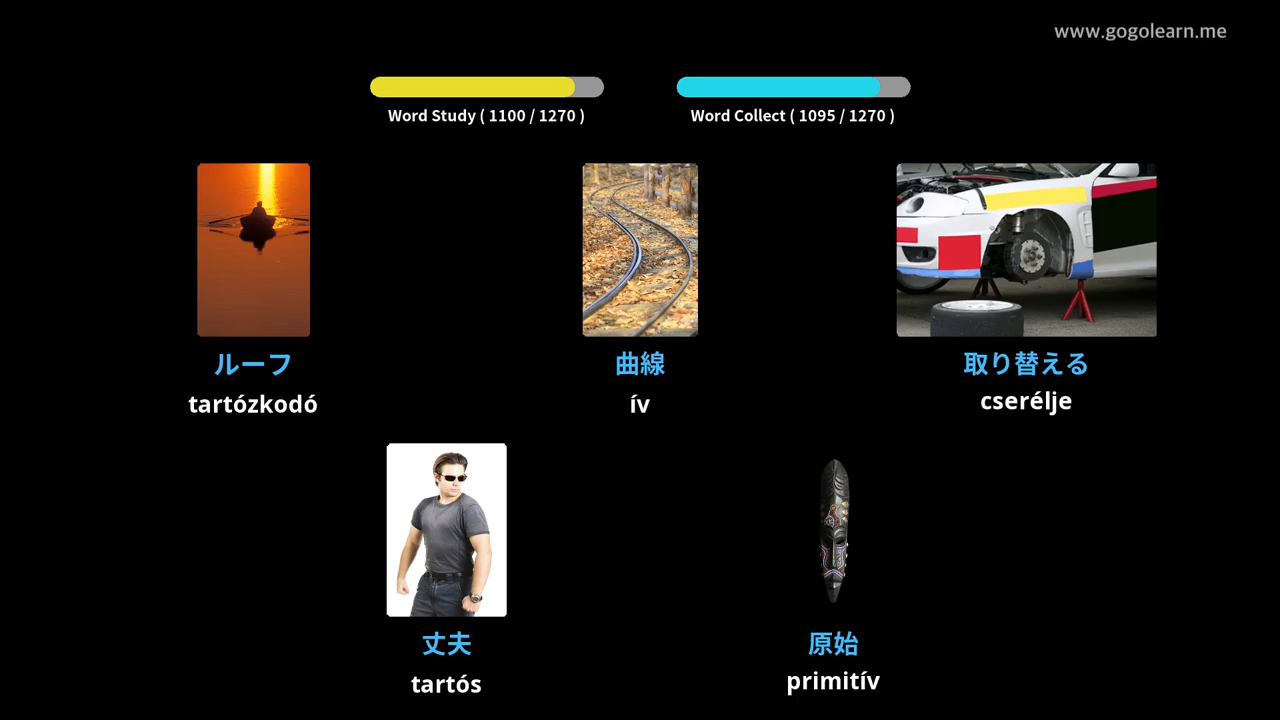 www.gogolearn.me
Word Study ( 1100 / 1270 )
Word Collect ( 1095 / 1270 )
ルーフ
tartózkodó
曲線
ív
取り替える
cserélje
丈夫
tartós
原始
primitív